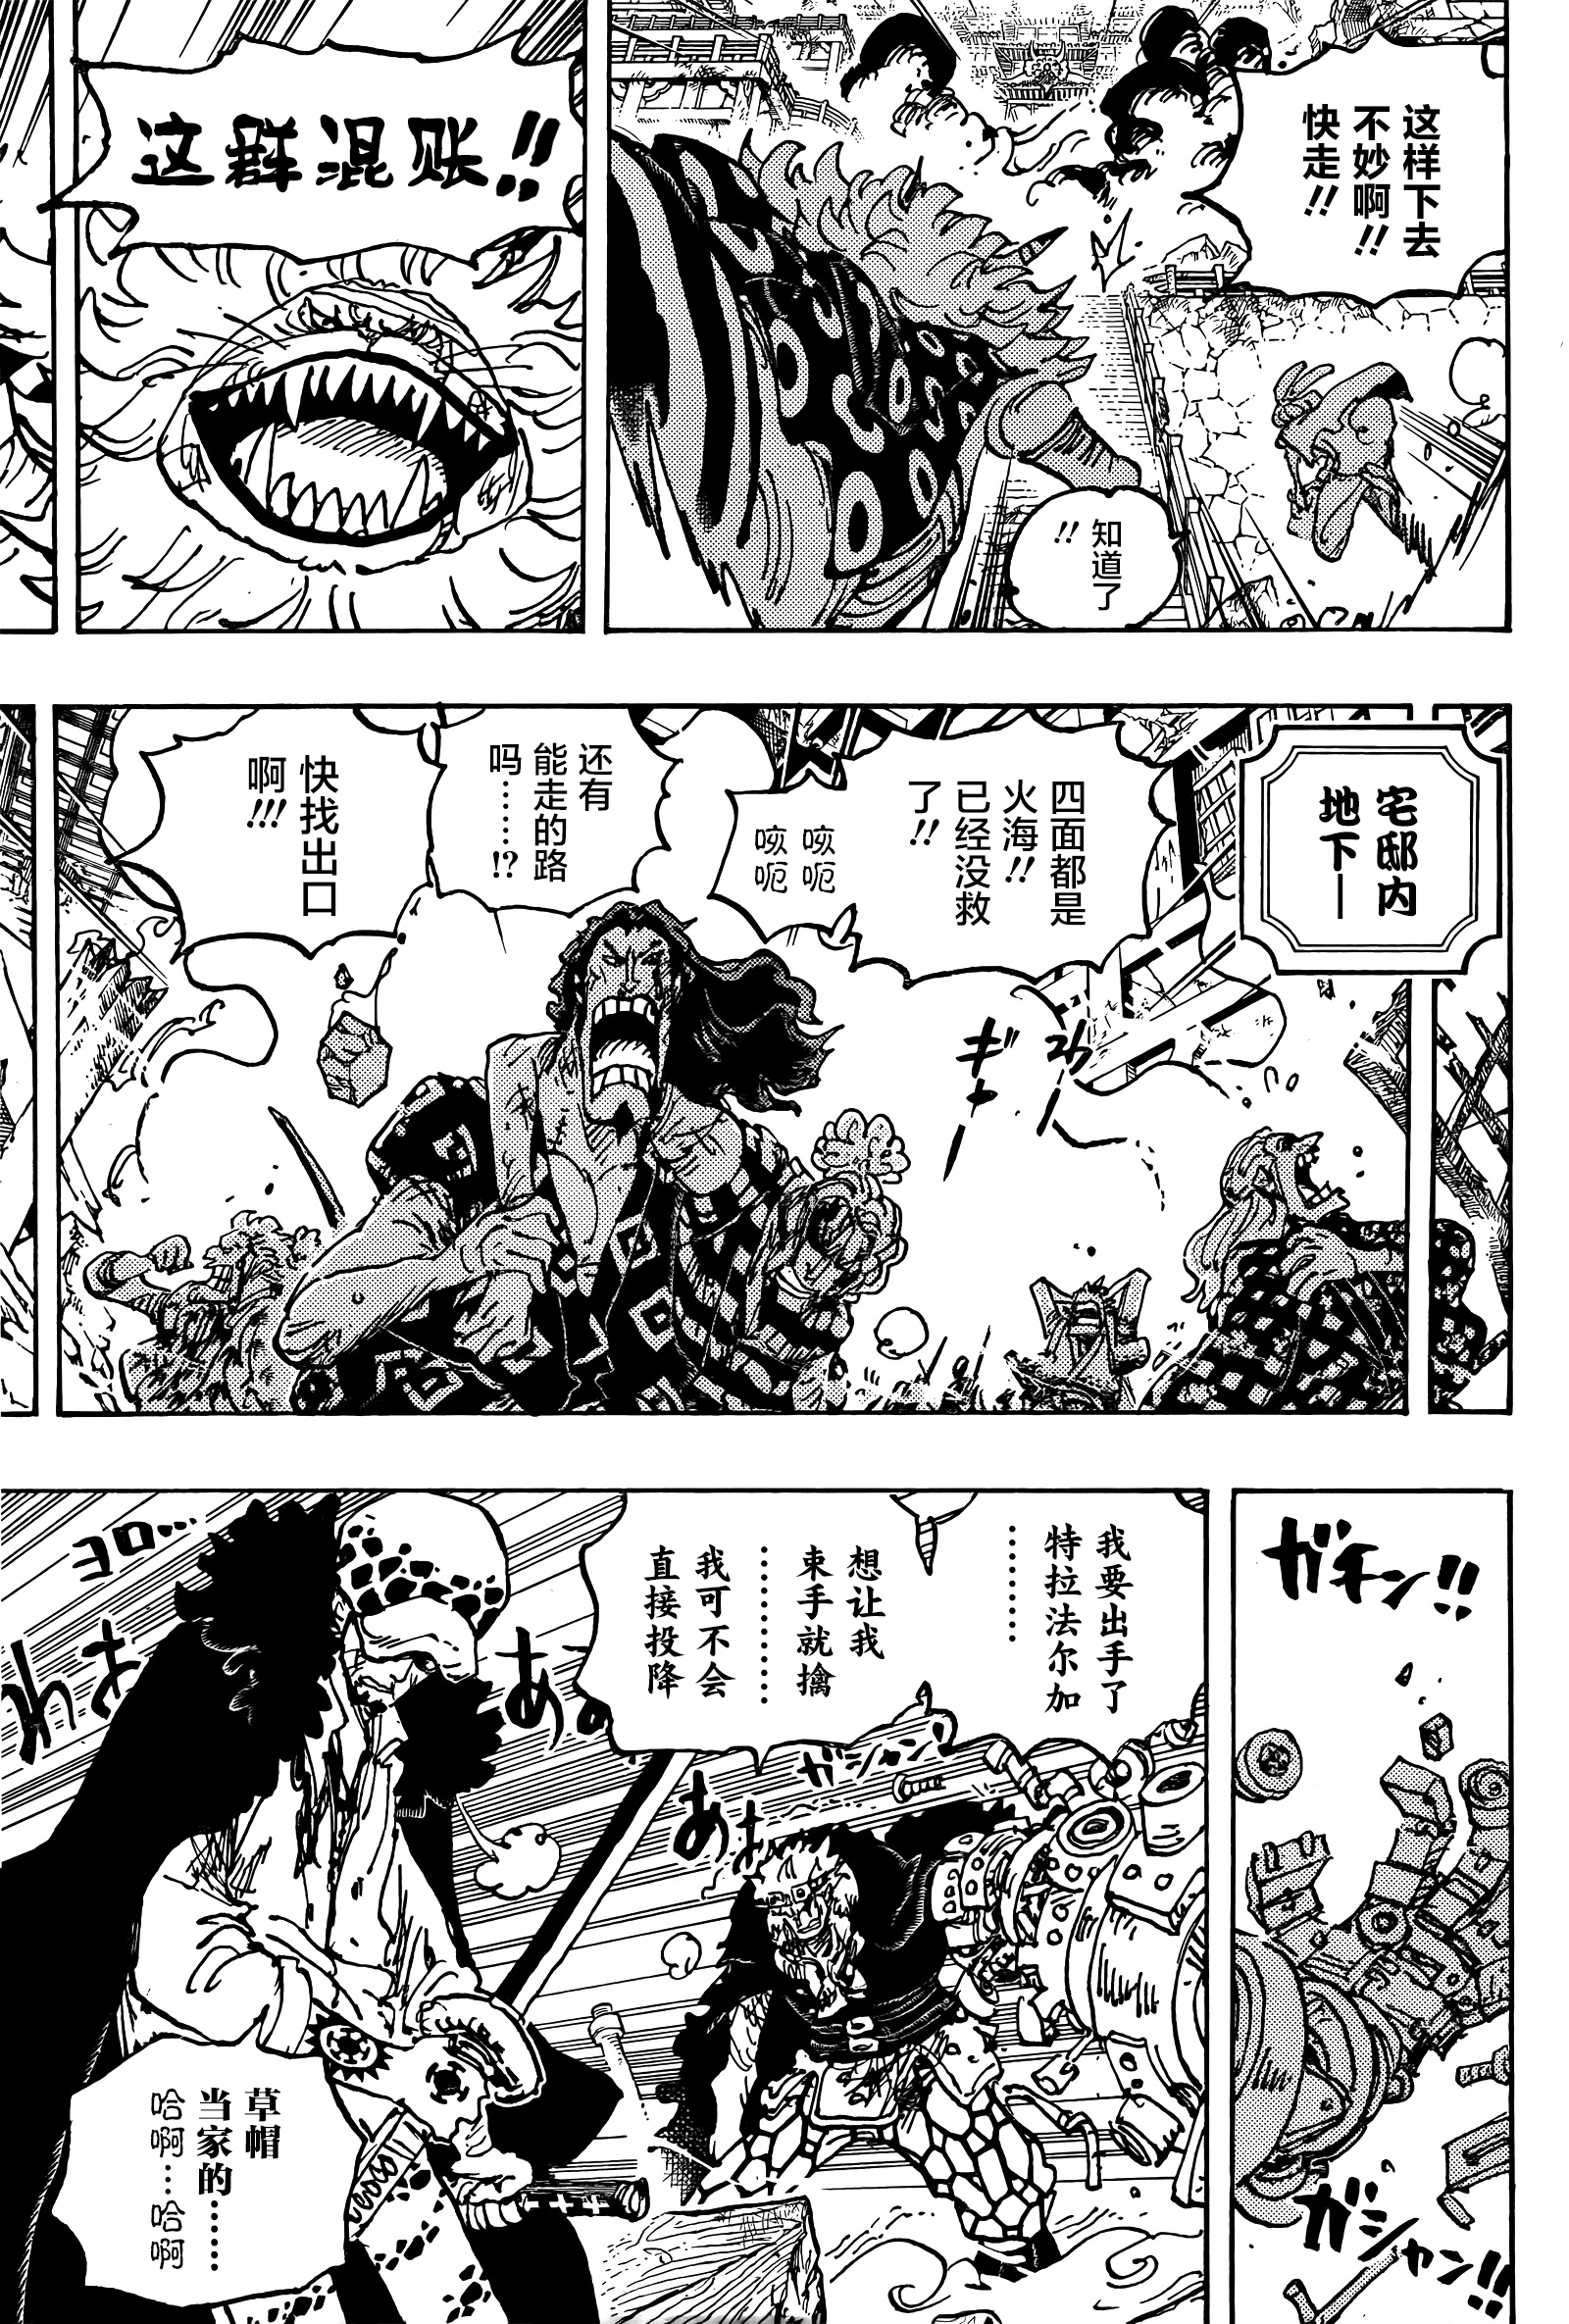 这样下去
不妙啊!!
快走!!
知道了
!!
这群混账!!
宅邸内
地下—
四面都是
火海!!
已经没救
了!!
咳呃
咳呃
还有
能走的路
吗……!?
快找出口
啊!!!
ギャー
ガチン!!
ガシャン!!
我要出手了
特拉法尔加
………
想让我
束手就擒
………
我可不会
直接投降
ガシャン
ヨロ…
草帽
当家的……
哈啊…哈啊